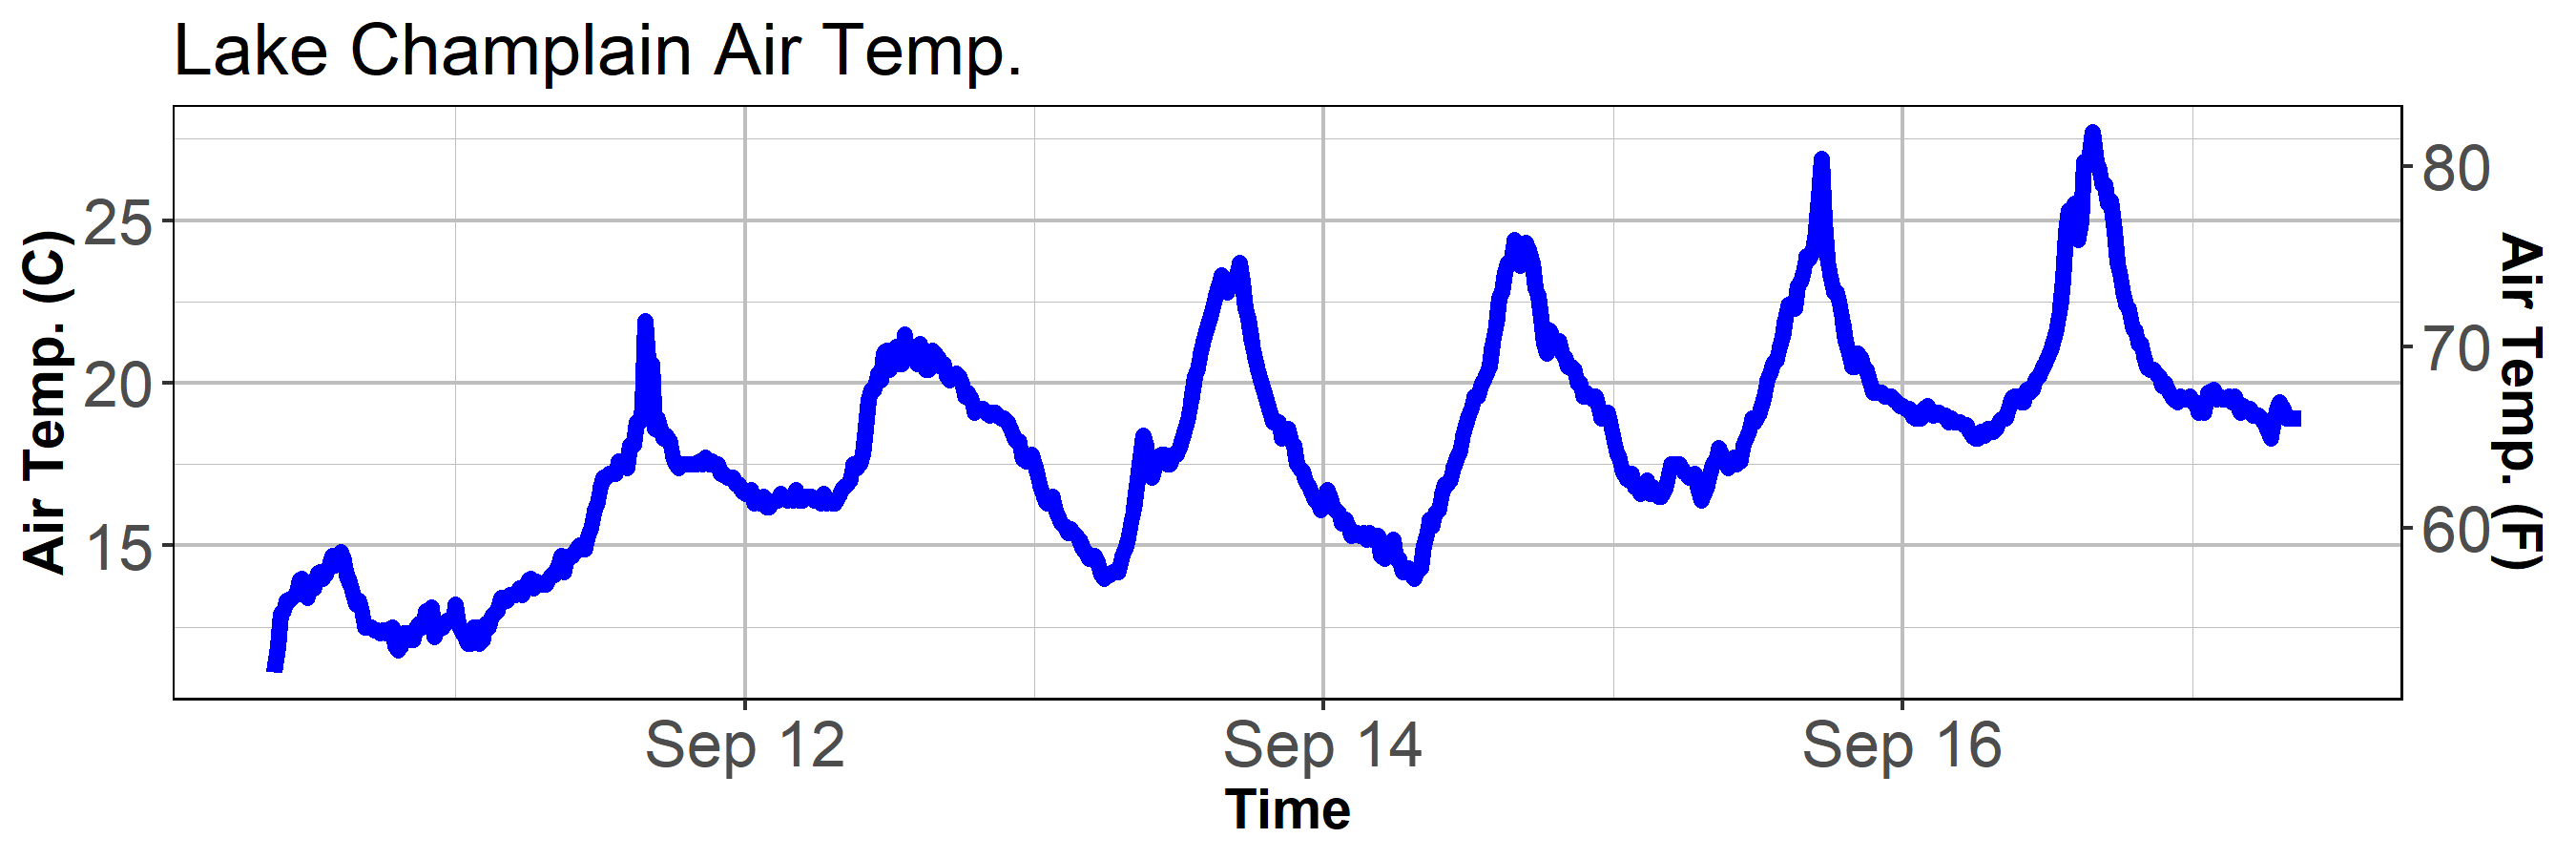 Lake Champlain Air Temp.
Air Temp. (C)
25
20
15
80
70
60
Air Temp. (F)
Sep 12
Sep 14
Sep 16
Time